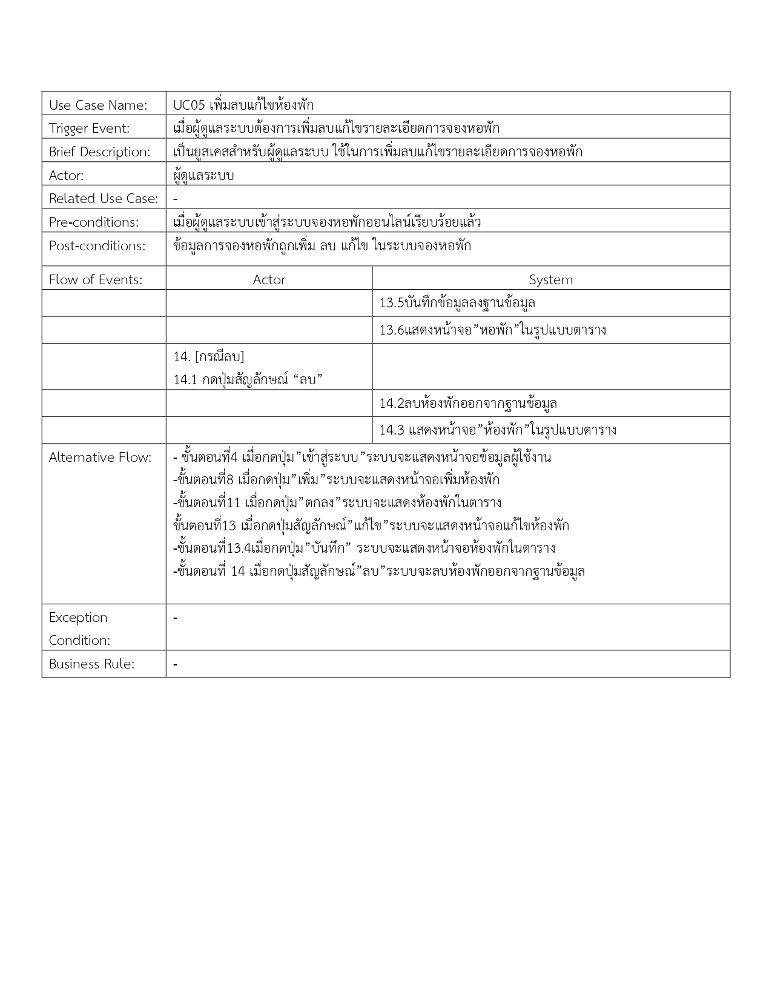 Use Case Name: UC05 เพิ่มลบแก้ไขห้องพัก
Trigger Event: เมื่อผู้ดูแลระบบต้องการเพิ่มลบแก้ไขรายละเอียดการจองหอพัก
Brief Description: เป็นยูสเคสสำหรับผู้ดูแลระบบ ใช้ในการเพิ่มลบแก้ไขรายละเอียดการจองหอพัก
Actor: ผู้ดูแลระบบ
Related Use Case: -
Pre-conditions: เมื่อผู้ดูแลระบบเข้าสู่ระบบจองหอพักออนไลน์เรียบร้อยแล้ว
Post-conditions: ข้อมูลการจองหอพักถูกเพิ่ม ลบ แก้ไข ในระบบจองหอพัก
Flow of Events: Actor System
13.5บันทึกข้อมูลลงฐานข้อมูล
13.6แสดงหน้าจอ”หอพัก”ในรูปแบบตาราง
14. [กรณีลบ]
14.1 กดปุ่มสัญลักษณ์ “ลบ”
14.2ลบห้องพักออกจากฐานข้อมูล
14.3 แสดงหน้าจอ”ห้องพัก”ในรูปแบบตาราง
Alternative Flow: - ขั้นตอนที่4 เมื่อกดปุ่ม”เข้าสู่ระบบ”ระบบจะแสดงหน้าจอข้อมูลผู้ใช้งาน
-ขั้นตอนที่8 เมื่อกดปุ่ม”เพิ่ม”ระบบจะแสดงหน้าจอเพิ่มห้องพัก
-ขั้นตอนที่11 เมื่อกดปุ่ม”ตกลง”ระบบจะแสดงห้องพักในตาราง
ขั้นตอนที่13 เมื่อกดปุ่มสัญลักษณ์”แก้ไข”ระบบจะแสดงหน้าจอแก้ไขห้องพัก
-ขั้นตอนที่13.4เมื่อกดปุ่ม”บันทึก” ระบบจะแสดงหน้าจอห้องพักในตาราง
-ขั้นตอนที่ 14 เมื่อกดปุ่มสัญลักษณ์”ลบ”ระบบจะลบห้องพักออกจากฐานข้อมูล
Exception -
Condition:
Business Rule: -